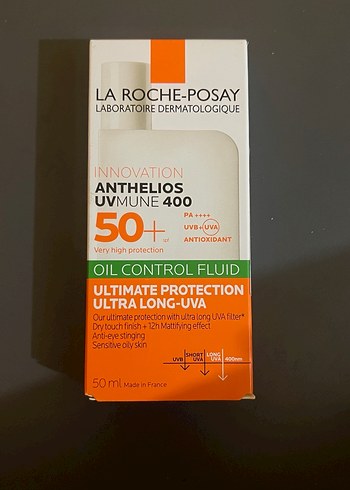 LA ROCHE-POSAY
LABORATOIRE DERMATOLOGIQUE
INNOVATION
ANTHELIOS
UVMUNE 400
50+
PA ++++
UVB+UVA
ANTIOXIDANT
Very high protection
OIL CONTROL FLUID
ULTIMATE PROTECTION
ULTRA LONG-UVA
Our ultimate protection with ultra long UVA filter*
Dry touch finish + 12h Mattifying effect
Anti-eye stinging
Sensitive oily skin
UVB SHORT UVA LONG UVA 400nm
50 ml Made in France